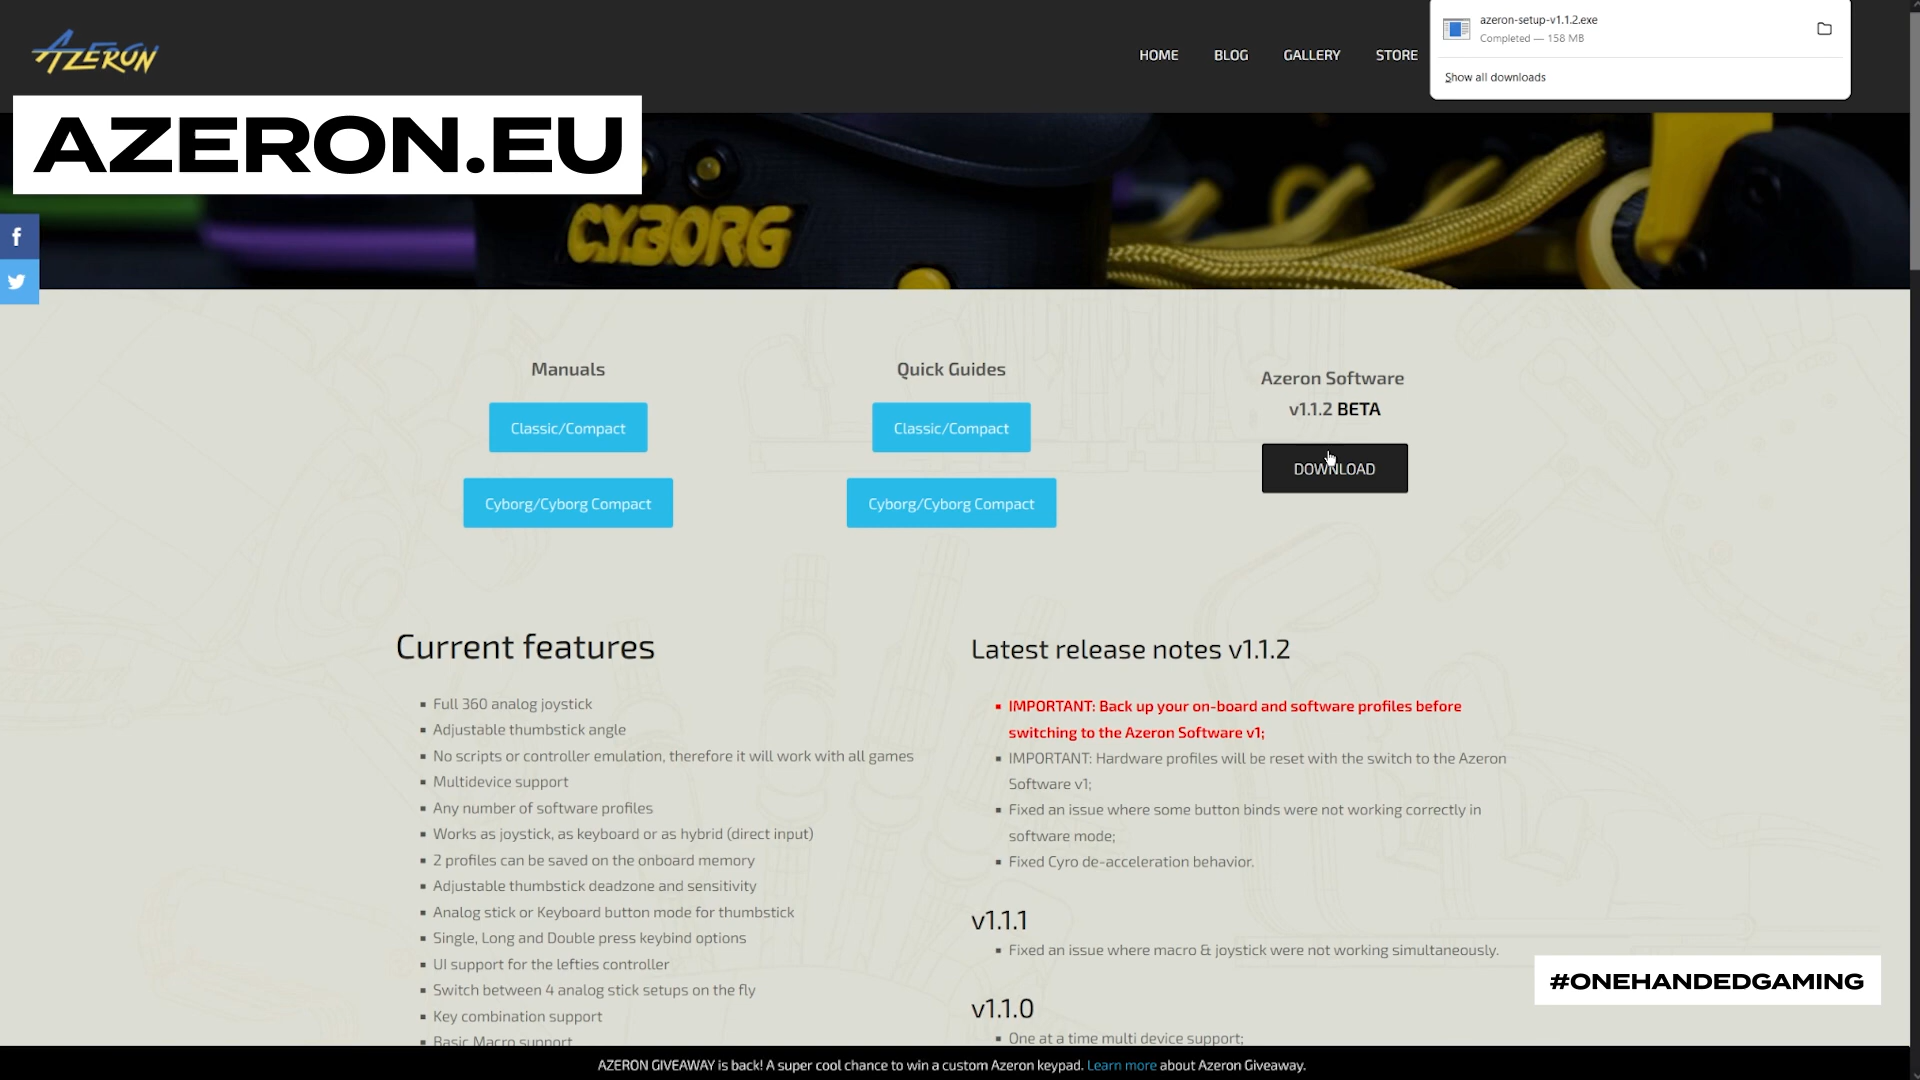 AZERON
HOME BLOG GALLERY STORE
azeron-setup-v1.1.2.exe
Completed — 158 MB
Show all downloads
AZERON.EU
CYBORG
Manuals
Classic/Compact
Cyborg/Cyborg Compact
Quick Guides
Classic/Compact
Cyborg/Cyborg Compact
Azeron Software
v1.1.2 BETA
DOWNLOAD
Current features
Full 360 analog joystick
Adjustable thumbstick angle
No scripts or controller emulation, therefore it will work with all games
Multidevice support
Any number of software profiles
Works as joystick, as keyboard or as hybrid (direct input)
2 profiles can be saved on the onboard memory
Adjustable thumbstick deadzone and sensitivity
Analog stick or Keyboard button mode for thumbstick
Single, Long and Double press keybind options
UI support for the lefties controller
Switch between 4 analog stick setups on the fly
Key combination support
Basic Macro support
Latest release notes v1.1.2
IMPORTANT: Back up your on-board and software profiles before
switching to the Azeron Software v1;
IMPORTANT: Hardware profiles will be reset with the switch to the Azeron
Software v1;
Fixed an issue where some button binds were not working correctly in
software mode;
Fixed Cyro de-acceleration behavior.
v1.1.1
Fixed an issue where macro & joystick were not working simultaneously.
v1.1.0
One at a time multi device support;
#ONEHANDEDGAMING
AZERON GIVEAWAY is back! A super cool chance to win a custom Azeron keypad. Learn more about Azeron Giveaway.